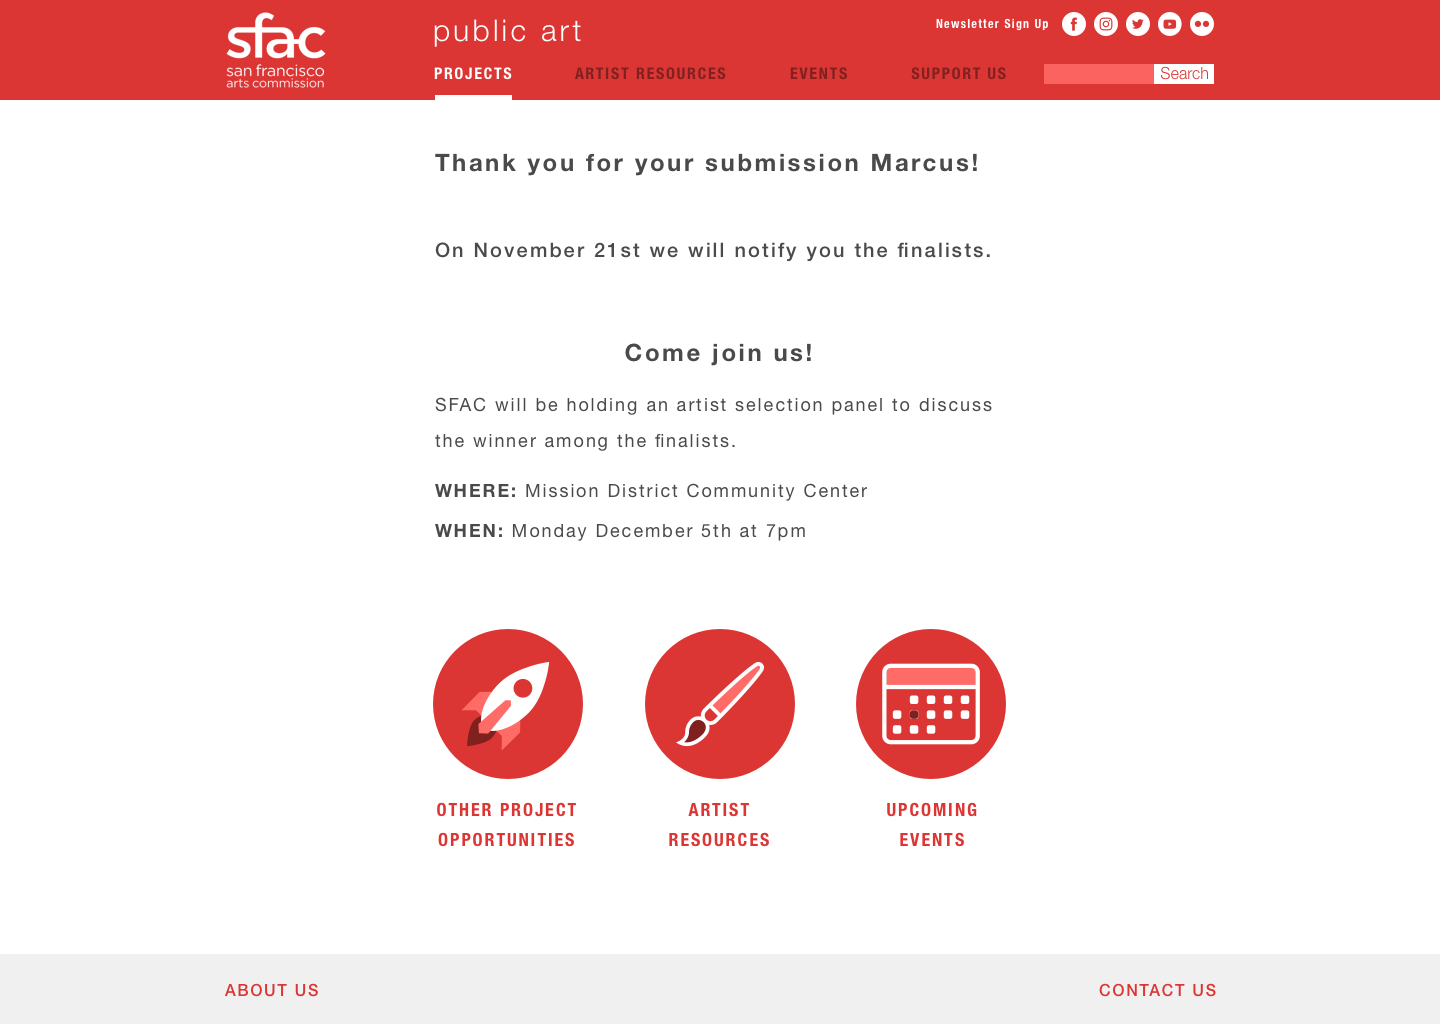 sfac
san francisco
arts commission
public art
Newsletter Sign Up
PROJECTS
ARTIST RESOURCES
EVENTS
SUPPORT US
Search
Thank you for your submission Marcus!
On November 21st we will notify you the finalists.
Come join us!
SFAC will be holding an artist selection panel to discuss
the winner among the finalists.
WHERE: Mission District Community Center
WHEN: Monday December 5th at 7pm
OTHER PROJECT
OPPORTUNITIES
ARTIST
RESOURCES
UPCOMING
EVENTS
ABOUT US
CONTACT US